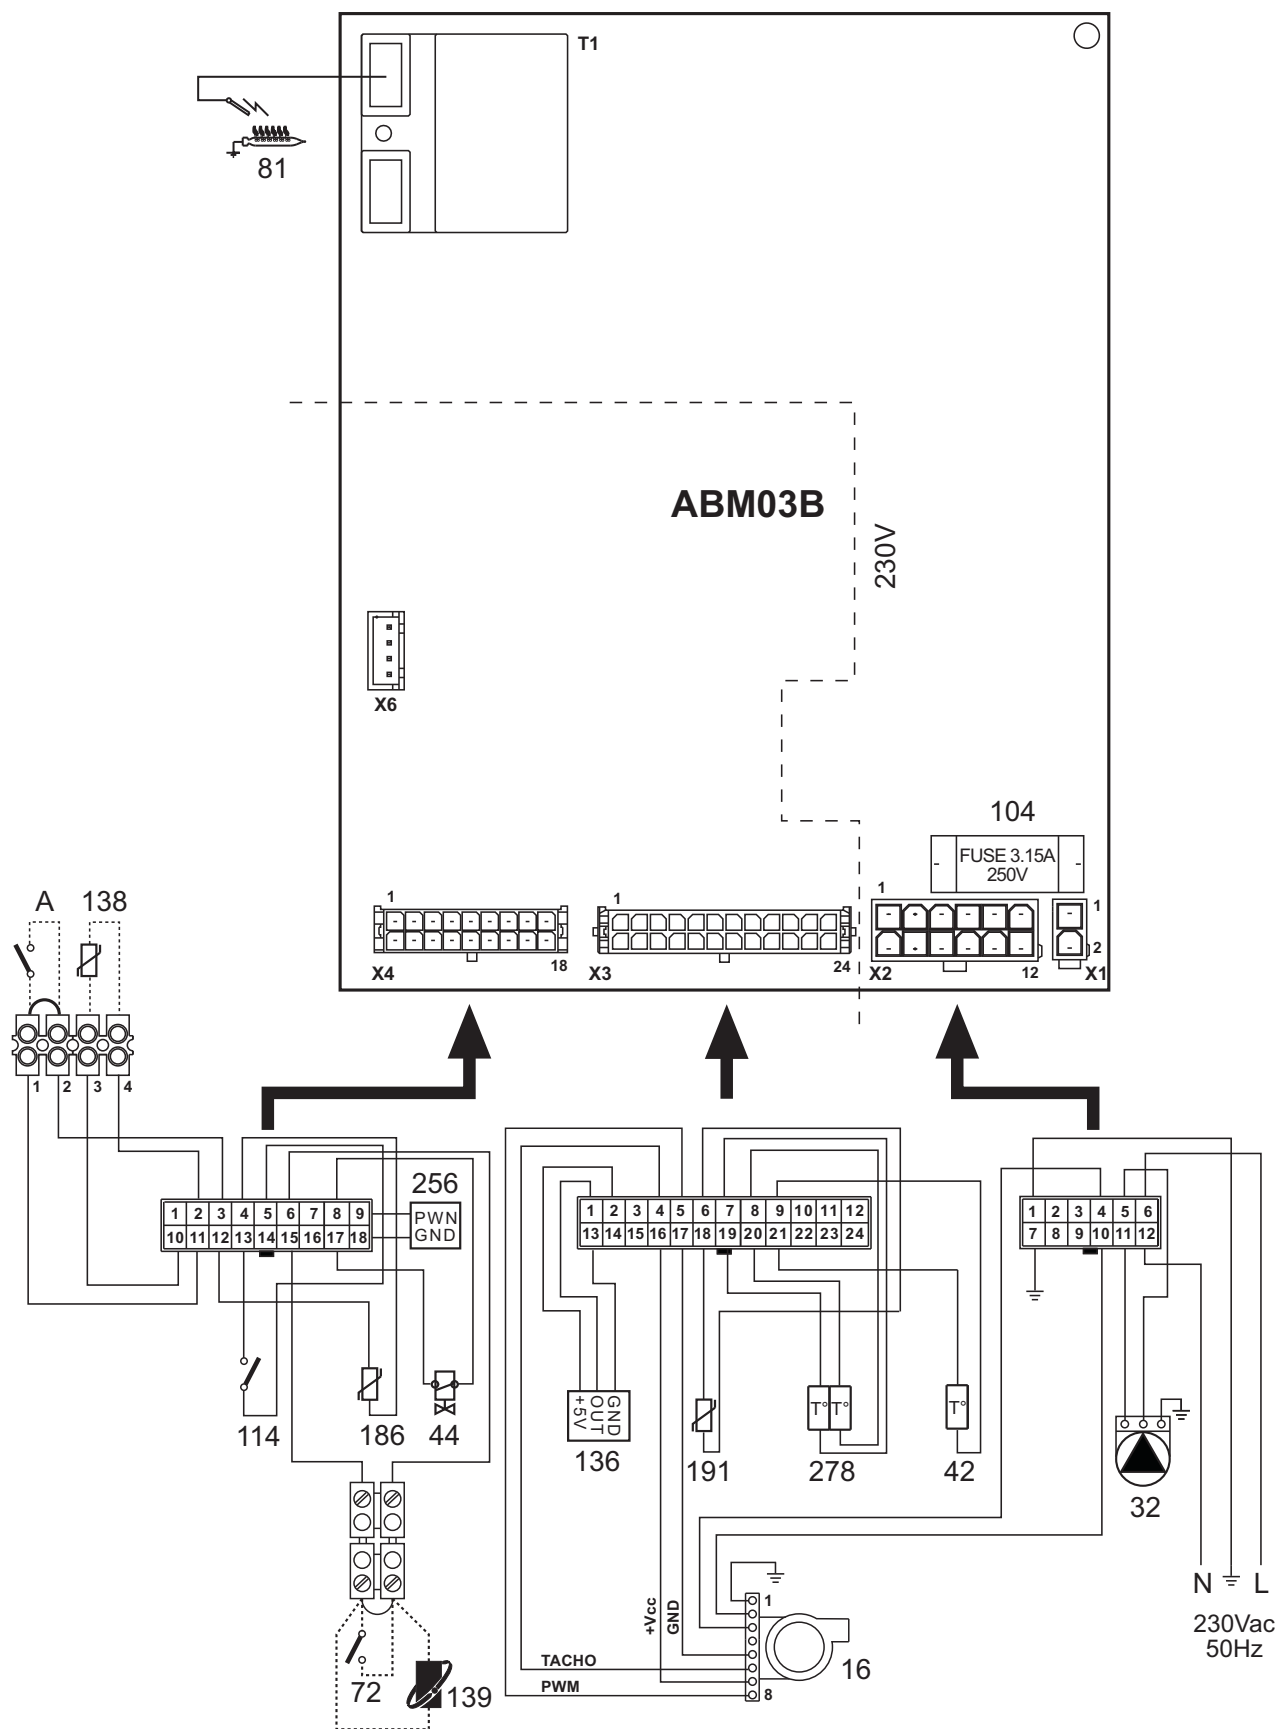 T1
81
ABM03B
230V
X6
104
FUSE 3.15A
250V
1
1
1
1
2
X4
18
X3
24
X2
12
X1
A 138
1 2 3 4
256
PWN
GND
1 2 3 4 5 6 7 8 9
10 11 12 13 14 15 16 17 18
1 2 3 4 5 6 7 8 9 10 11 12
13 14 15 16 17 18 19 20 21 22 23 24
1 2 3 4 5 6
7 8 9 10 11 12
+5V
OUT
GND
T° T°
T°
114 186 44
136 191 278 42
32
N L
230Vac
50Hz
+Vcc
GND
TACHO
PWM
1
8
16
72
139